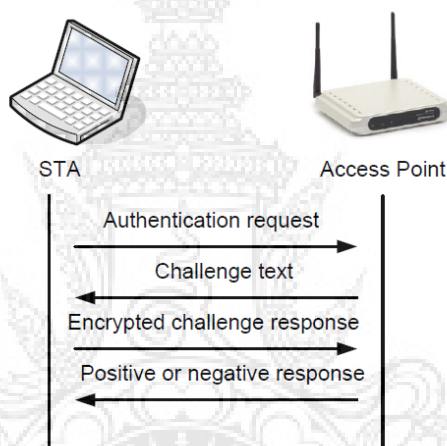 STA
Access Point
Authentication request
Challenge text
Encrypted challenge response
Positive or negative response